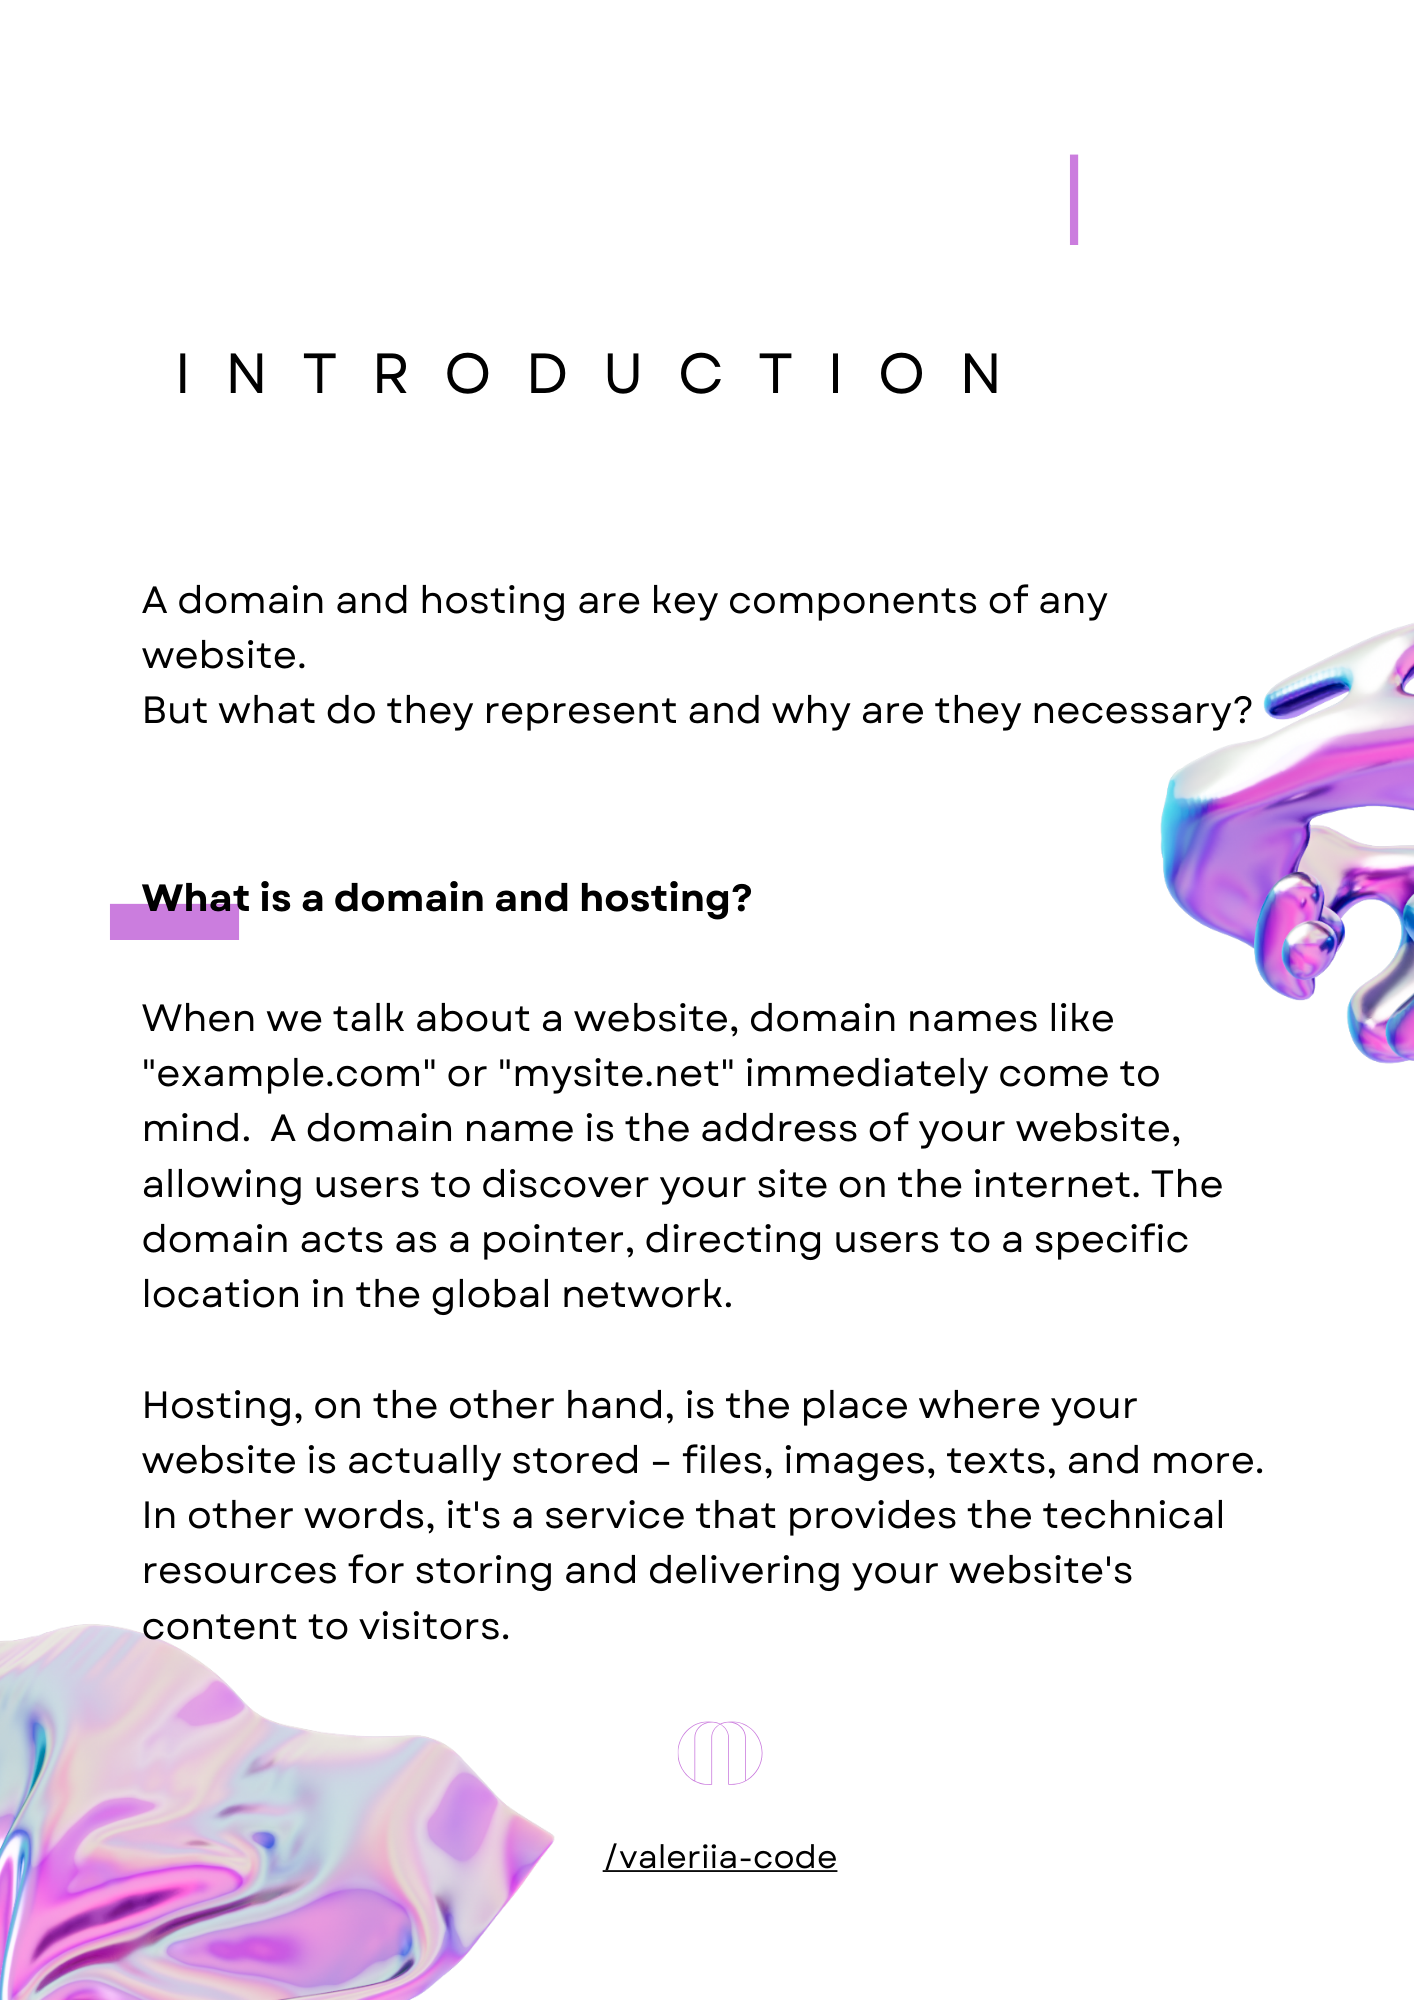 INTRODUCTION
A domain and hosting are key components of any
website.
But what do they represent and why are they necessary?
What is a domain and hosting?
When we talk about a website, domain names like
"example.com" or "mysite.net" immediately come to
mind.  A domain name is the address of your website,
allowing users to discover your site on the internet. The
domain acts as a pointer, directing users to a specific
location in the global network.
Hosting, on the other hand, is the place where your
website is actually stored – files, images, texts, and more.
In other words, it's a service that provides the technical
resources for storing and delivering your website's
content to visitors.
/valeriia-code